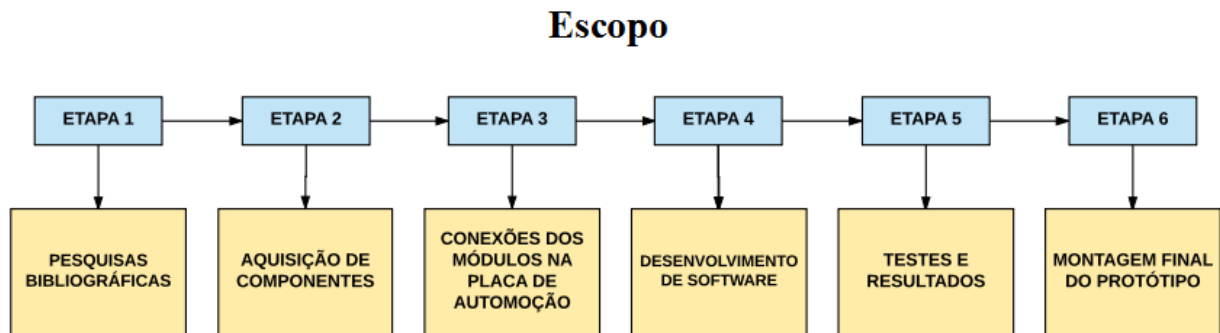 Escopo
ETAPA 1
ETAPA 2
ETAPA 3
ETAPA 4
ETAPA 5
ETAPA 6
PESQUISAS
BIBLIOGRÁFICAS
AQUISIÇÃO DE
COMPONENTES
CONEXÕES DOS
MÓDULOS NA
PLACA DE
AUTOMOÇÃO
DESENVOLVIMENTO
DE SOFTWARE
TESTES E
RESULTADOS
MONTAGEM FINAL
DO PROTÓTIPO